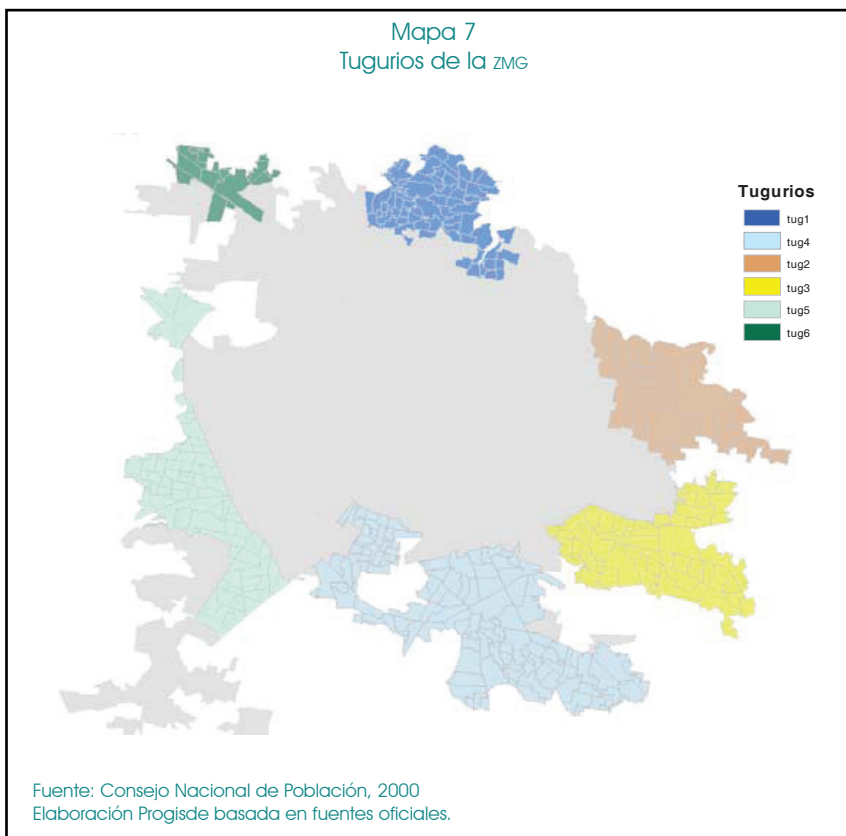 Mapa 7
Tugurios de la ZMG
Tugurios
tug1
tug4
tug2
tug3
tug5
tug6
Fuente: Consejo Nacional de Población, 2000
Elaboración Progisde basada en fuentes oficiales.